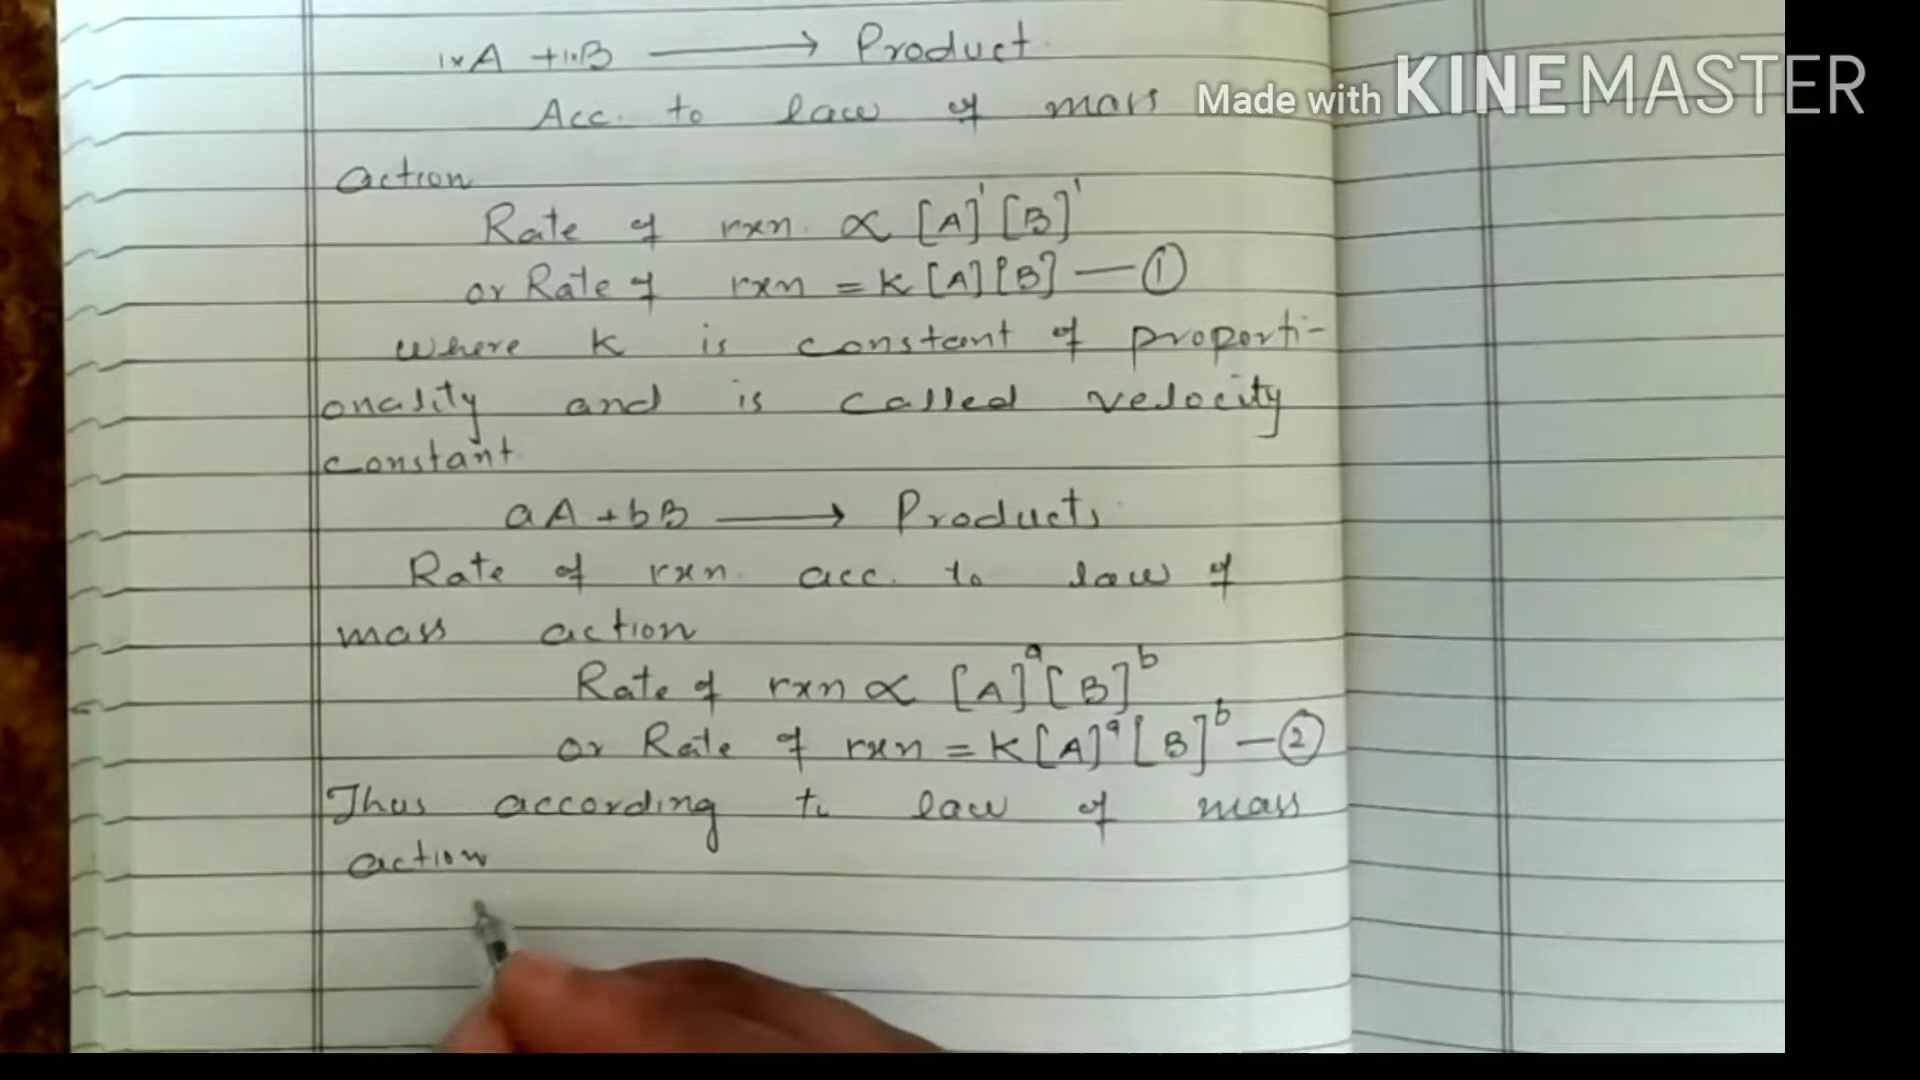 1xA + 1xB ⟶ Product
Made with KINEMASTER
Acc. to law of mass
action
Rate of rxn. ∝ [A]¹[B]¹
or Rate of rxn = K[A][B] — ①
where K is constant of proporti-
onality and is called velocity
constant
aA + bB ⟶ Products
Rate of rxn. acc. to law of
mass action
Rate of rxn ∝ [A]ᵃ[B]ᵇ
or Rate of rxn = K[A]ᵃ[B]ᵇ — ②
Thus according to law of mass
action